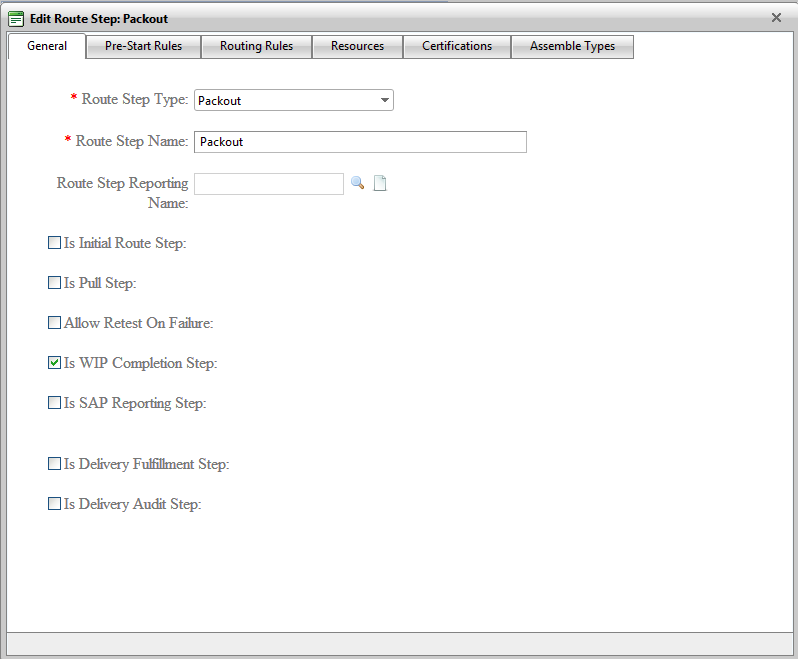 Edit Route Step: Packout
General Pre-Start Rules Routing Rules Resources Certifications Assemble Types
* Route Step Type: Packout
* Route Step Name: Packout
Route Step Reporting
Name:
Is Initial Route Step:
Is Pull Step:
Allow Retest On Failure:
Is WIP Completion Step:
Is SAP Reporting Step:
Is Delivery Fulfillment Step:
Is Delivery Audit Step: